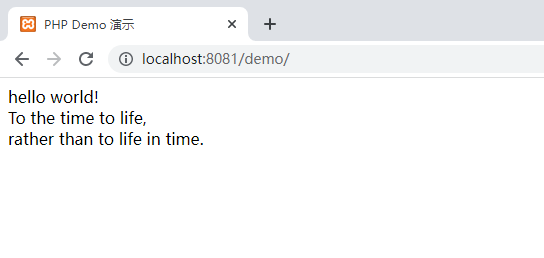 PHP Demo 演示
localhost:8081/demo/
hello world!
To the time to life,
rather than to life in time.